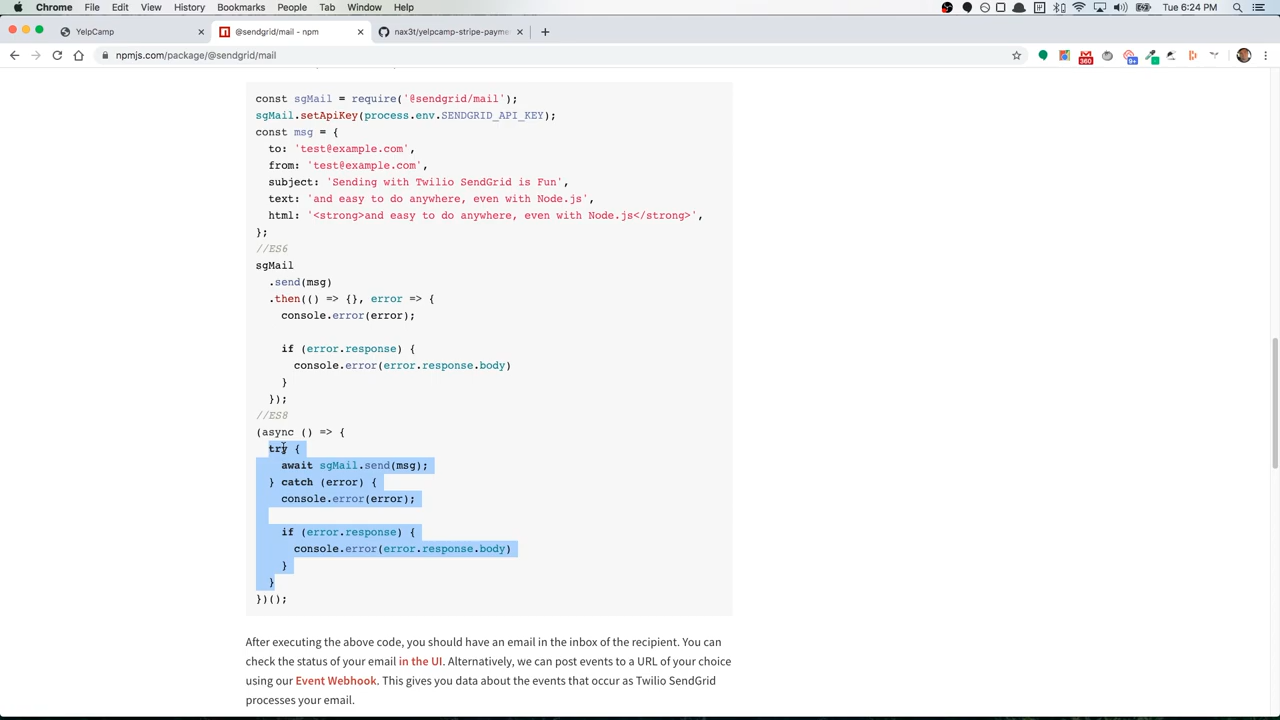 Chrome File Edit View History Bookmarks People Tab Window Help
Tue 6:24 PM
YelpCamp
@sendgrid/mail - npm
nax3t/yelpcamp-stripe-payme
npmjs.com/package/@sendgrid/mail
360
9+
const sgMail = require('@sendgrid/mail');
sgMail.setApiKey(process.env.SENDGRID_API_KEY);
const msg = {
to: 'test@example.com',
from: 'test@example.com',
subject: 'Sending with Twilio SendGrid is Fun',
text: 'and easy to do anywhere, even with Node.js',
html: '<strong>and easy to do anywhere, even with Node.js</strong>',
};
//ES6
sgMail
.send(msg)
.then(() => {}, error => {
console.error(error);
if (error.response) {
console.error(error.response.body)
}
});
//ES8
(async () => {
try {
await sgMail.send(msg);
} catch (error) {
console.error(error);
if (error.response) {
console.error(error.response.body)
}
}
})();
After executing the above code, you should have an email in the inbox of the recipient. You can
check the status of your email in the UI. Alternatively, we can post events to a URL of your choice
using our Event Webhook. This gives you data about the events that occur as Twilio SendGrid
processes your email.